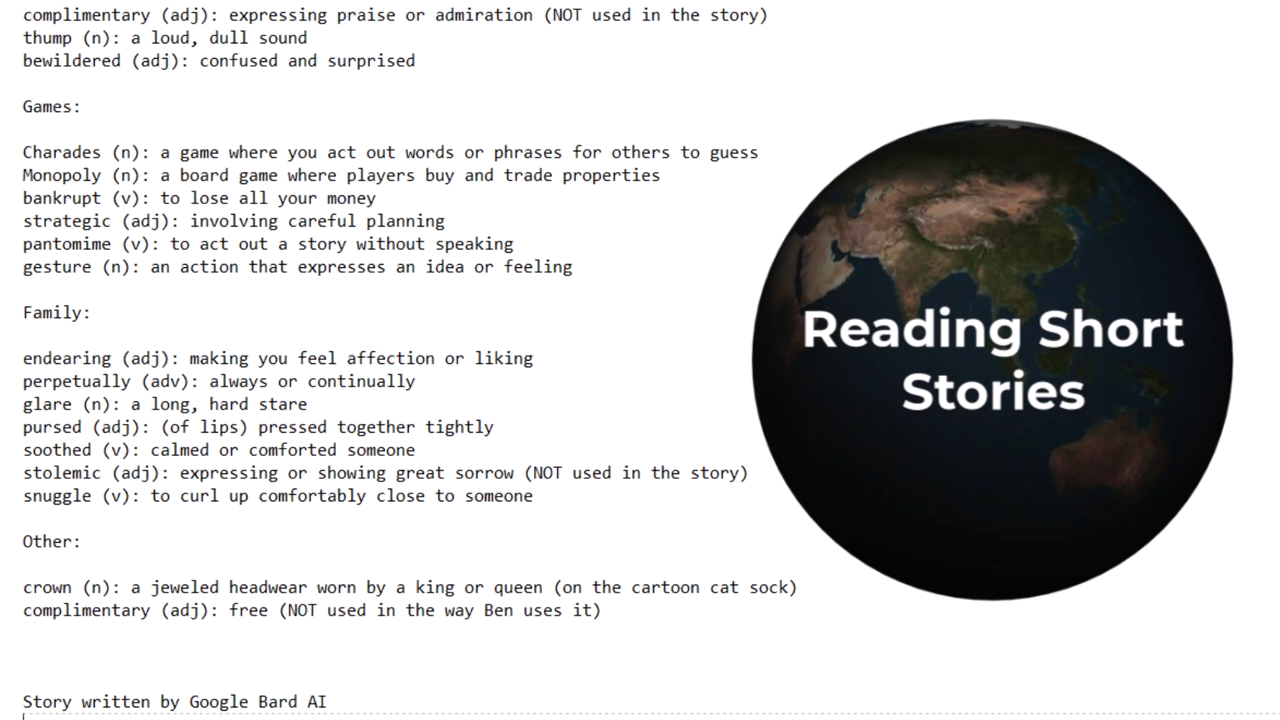 complimentary (adj): expressing praise or admiration (NOT used in the story)
thump (n): a loud, dull sound
bewildered (adj): confused and surprised
Games:
Charades (n): a game where you act out words or phrases for others to guess
Monopoly (n): a board game where players buy and trade properties
bankrupt (v): to lose all your money
strategic (adj): involving careful planning
pantomime (v): to act out a story without speaking
gesture (n): an action that expresses an idea or feeling
Family:
endearing (adj): making you feel affection or liking
perpetually (adv): always or continually
glare (n): a long, hard stare
pursed (adj): (of lips) pressed together tightly
soothed (v): calmed or comforted someone
stolemic (adj): expressing or showing great sorrow (NOT used in the story)
snuggle (v): to curl up comfortably close to someone
Other:
crown (n): a jeweled headwear worn by a king or queen (on the cartoon cat sock)
complimentary (adj): free (NOT used in the way Ben uses it)
Story written by Google Bard AI
Reading Short
Stories